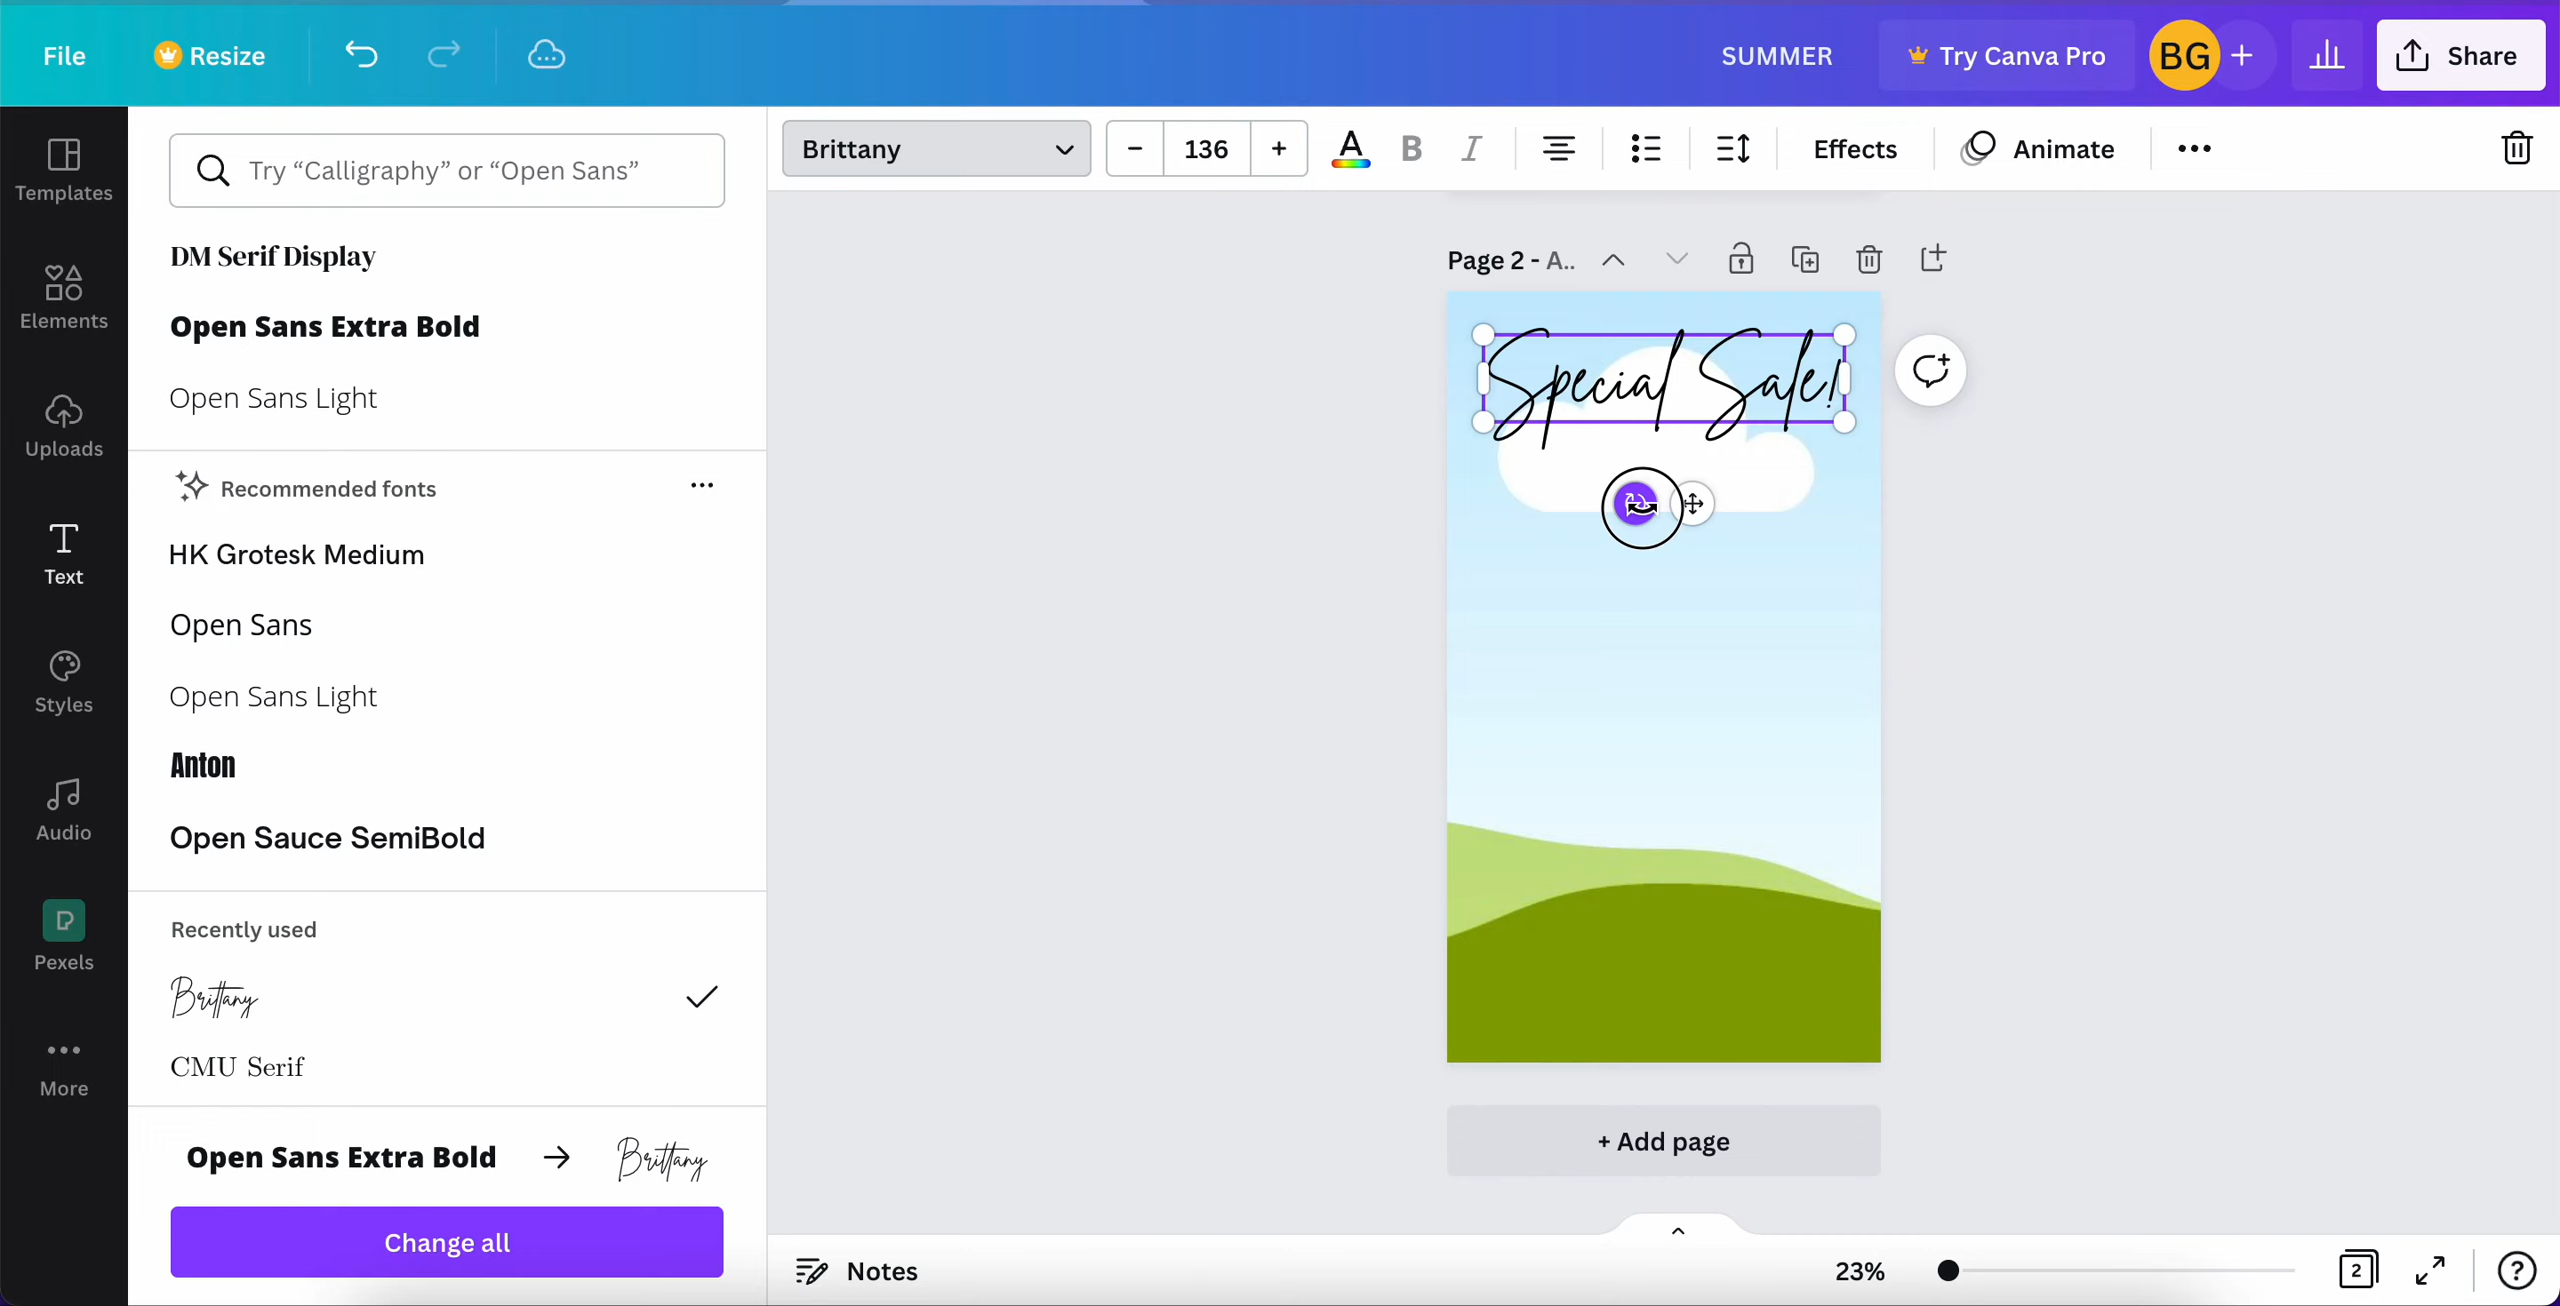 File
Resize
SUMMER
Try Canva Pro
BG
Share
Templates
Elements
Uploads
Text
Styles
Audio
Pexels
More
Try “Calligraphy” or “Open Sans”
DM Serif Display
Open Sans Extra Bold
Open Sans Light
Recommended fonts
HK Grotesk Medium
Open Sans
Open Sans Light
Anton
Open Sauce SemiBold
Recently used
Brittany
CMU Serif
Open Sans Extra Bold → Brittany
Change all
Brittany
- 136 +
A B I
Effects
Animate
Page 2 - A..
Special Sale!
+ Add page
Notes
23%
2
?